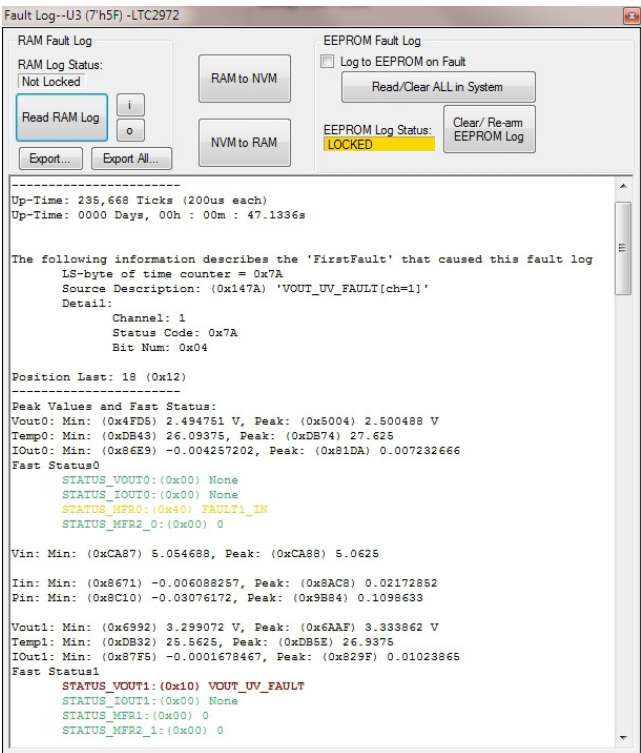 Fault Log--U3 (7'h5F) -LTC2972
RAM Fault Log
RAM Log Status:
Not Locked
Read RAM Log
i
o
Export...
Export All...
RAM to NVM
NVM to RAM
EEPROM Fault Log
Log to EEPROM on Fault
Read/Clear ALL in System
EEPROM Log Status:
LOCKED
Clear/ Re-arm
EEPROM Log
------------------------
Up-Time: 235,668 Ticks (200us each)
Up-Time: 0000 Days, 00h : 00m : 47.1336s
The following information describes the 'FirstFault' that caused this fault log
LS-byte of time counter = 0x7A
Source Description: (0x147A) 'VOUT_UV_FAULT[ch=1]'
Detail:
Channel: 1
Status Code: 0x7A
Bit Num: 0x04
Position Last: 18 (0x12)
------------------------
Peak Values and Fast Status:
Vout0: Min: (0x4FD5) 2.494751 V, Peak: (0x5004) 2.500488 V
Temp0: Min: (0xDB43) 26.09375, Peak: (0xDB74) 27.625
IOut0: Min: (0x86E9) -0.004257202, Peak: (0x81DA) 0.007232666
Fast Status0
STATUS_VOUT0:(0x00) None
STATUS_IOUT0:(0x00) None
STATUS_MFR0:(0x40) FAULT1_IN
STATUS_MFR2_0:(0x00) 0
Vin: Min: (0xCA87) 5.054688, Peak: (0xCA88) 5.0625
Iin: Min: (0x8671) -0.006088257, Peak: (0x8AC8) 0.02172852
Pin: Min: (0x8C10) -0.03076172, Peak: (0x9B84) 0.1098633
Vout1: Min: (0x6992) 3.299072 V, Peak: (0x6AAF) 3.333862 V
Temp1: Min: (0xDB32) 25.5625, Peak: (0xDB5E) 26.9375
IOut1: Min: (0x87F5) -0.0001678467, Peak: (0x829F) 0.01023865
Fast Status1
STATUS_VOUT1:(0x10) VOUT_UV_FAULT
STATUS_IOUT1:(0x00) None
STATUS_MFR1:(0x00) 0
STATUS_MFR2_1:(0x00) 0